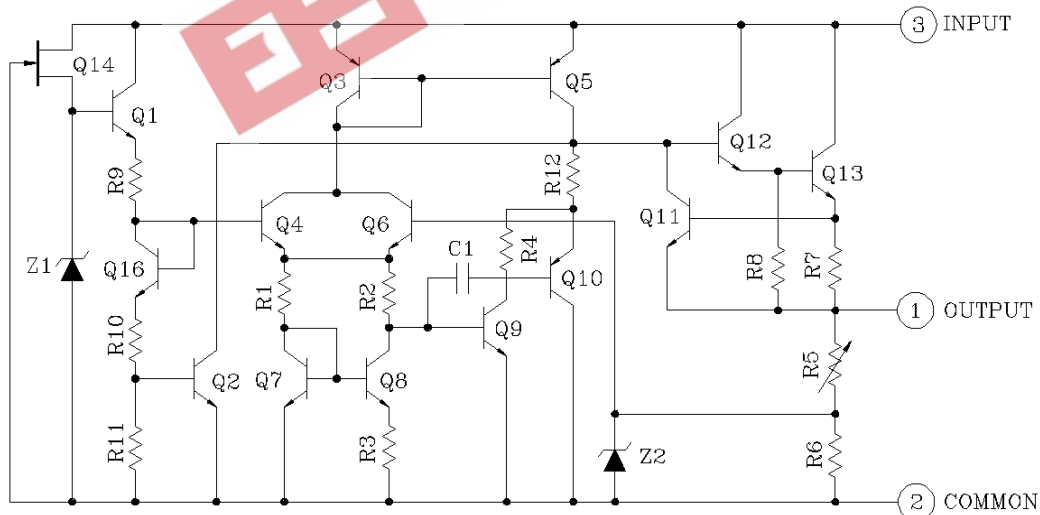 3 INPUT
Q14
Q3
Q5
Q1
Q12
R9
R12
Q13
Q4
Q6
Q11
Z1
Q16
C1
R4
Q10
R8
R7
R1
R2
1 OUTPUT
R10
Q9
R5
Q2
Q7
Q8
R11
R3
Z2
R6
2 COMMON